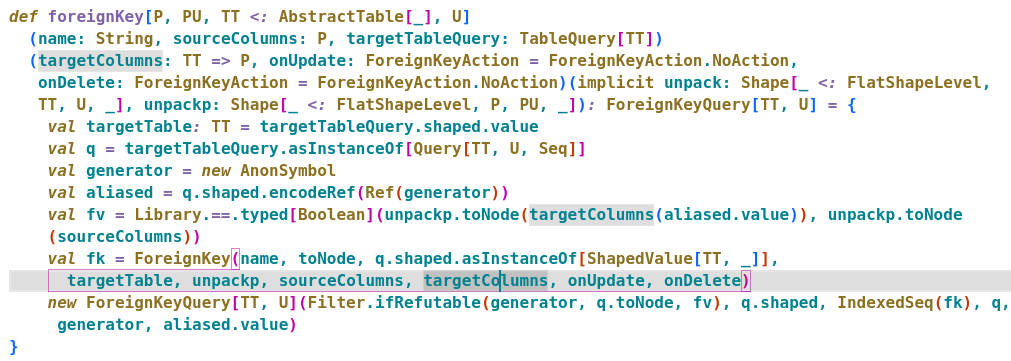 def foreignKey[P, PU, TT <: AbstractTable[_], U]
(name: String, sourceColumns: P, targetTableQuery: TableQuery[TT])
(targetColumns: TT => P, onUpdate: ForeignKeyAction = ForeignKeyAction.NoAction,
onDelete: ForeignKeyAction = ForeignKeyAction.NoAction)(implicit unpack: Shape[_ <: FlatShapeLevel,
TT, U, _], unpackp: Shape[_ <: FlatShapeLevel, P, PU, _]): ForeignKeyQuery[TT, U] = {
val targetTable: TT = targetTableQuery.shaped.value
val q = targetTableQuery.asInstanceOf[Query[TT, U, Seq]]
val generator = new AnonSymbol
val aliased = q.shaped.encodeRef(Ref(generator))
val fv = Library.==.typed[Boolean](unpackp.toNode(targetColumns(aliased.value)), unpackp.toNode
(sourceColumns))
val fk = ForeignKey(name, toNode, q.shaped.asInstanceOf[ShapedValue[TT, _]],
targetTable, unpackp, sourceColumns, targetColumns, onUpdate, onDelete)
new ForeignKeyQuery[TT, U](Filter.ifRefutable(generator, q.toNode, fv), q.shaped, IndexedSeq(fk), q,
generator, aliased.value)
}